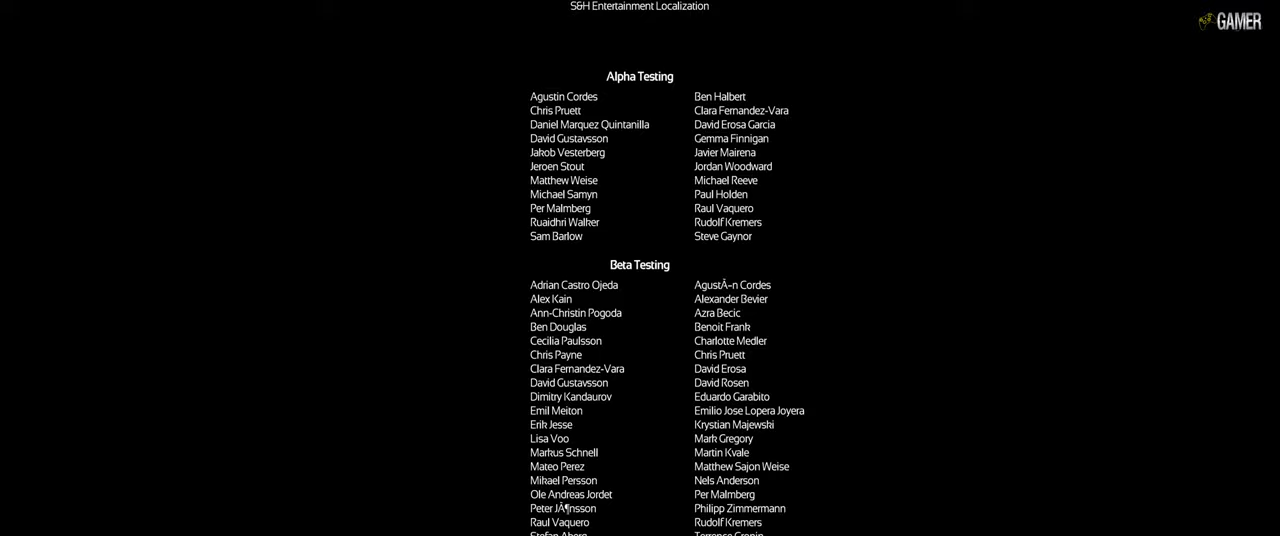 S&H Entertainment Localization
GAMER
Alpha Testing
Agustin Cordes Ben Halbert
Chris Pruett Clara Fernandez-Vara
Daniel Marquez Quintanilla David Erosa Garcia
David Gustavsson Gemma Finnigan
Jakob Vesterberg Javier Mairena
Jeroen Stout Jordan Woodward
Matthew Weise Michael Reeve
Michael Samyn Paul Holden
Per Malmberg Raul Vaquero
Ruaidhri Walker Rudolf Kremers
Sam Barlow Steve Gaynor
Beta Testing
Adrian Castro Ojeda AgustÃ-n Cordes
Alex Kain Alexander Bevier
Ann-Christin Pogoda Azra Becic
Ben Douglas Benoit Frank
Cecilia Paulsson Charlotte Medler
Chris Payne Chris Pruett
Clara Fernandez-Vara David Erosa
David Gustavsson David Rosen
Dimitry Kandaurov Eduardo Garabito
Emil Meiton Emilio Jose Lopera Joyera
Erik Jesse Krystian Majewski
Lisa Voo Mark Gregory
Markus Schnell Martin Kvale
Mateo Perez Matthew Sajon Weise
Mikael Persson Nels Anderson
Ole Andreas Jordet Per Malmberg
Peter JÃ¶nsson Philipp Zimmermann
Raul Vaquero Rudolf Kremers
Stefan Aberg Terrence Cronin